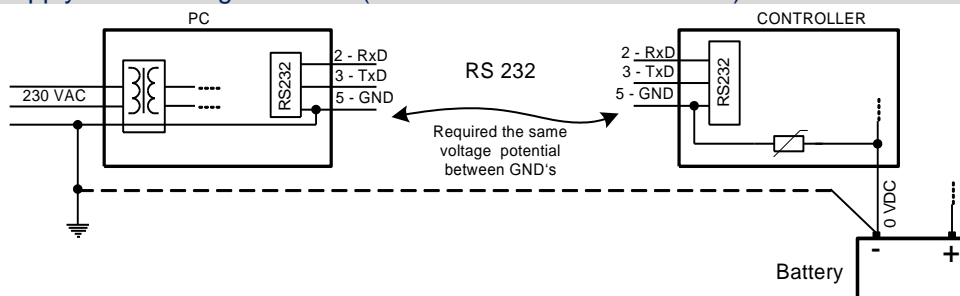 PC
CONTROLLER
2 - RxD
3 - TxD
5 - GND
RS232
230 VAC
RS 232
Required the same
voltage potential
between GND's
2 - RxD
3 - TxD
5 - GND
RS232
0 VDC
-
+
Battery